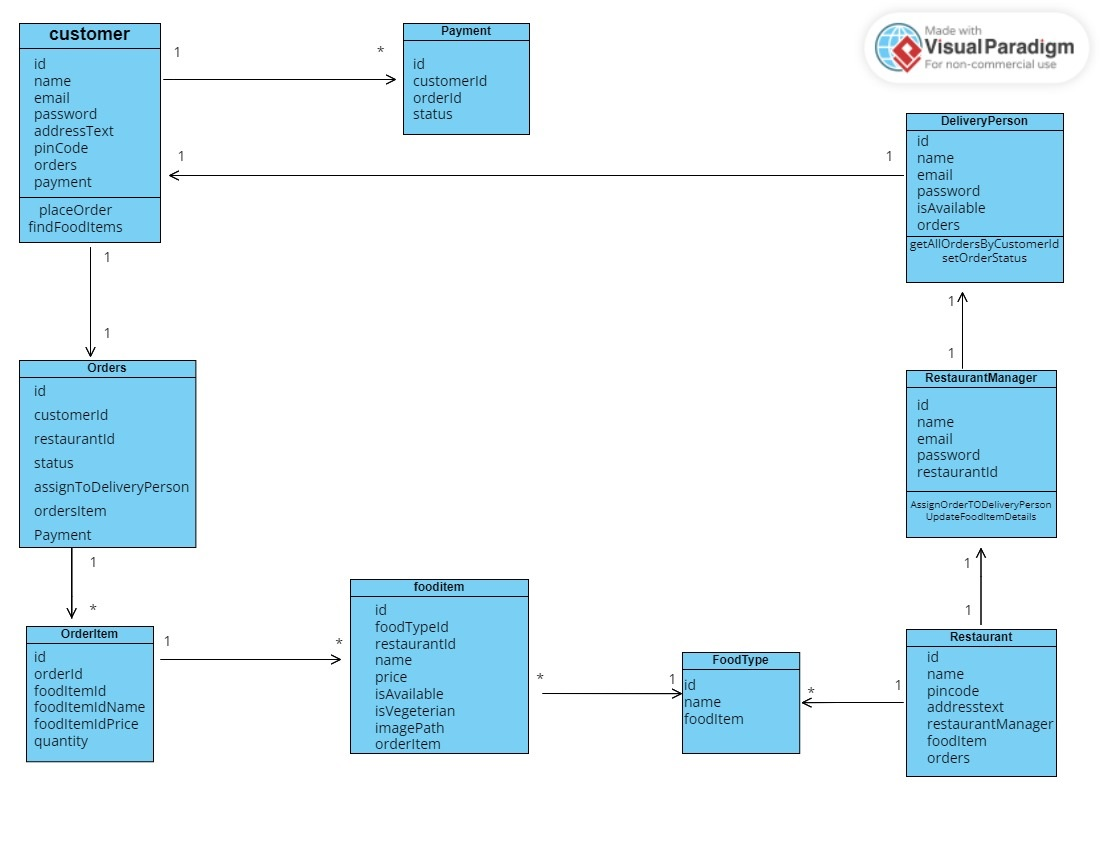 customer
id
name
email
password
addressText
pinCode
orders
payment
placeOrder
findFoodItems
1
*
Payment
id
customerId
orderId
status
Made with
Visual Paradigm
For non-commercial use
1
1
DeliveryPerson
id
name
email
password
isAvailable
orders
getAllOrdersByCustomerId
setOrderStatus
1
1
Orders
id
customerId
restaurantId
status
assignToDeliveryPerson
ordersItem
Payment
1
1
RestaurantManager
id
name
email
password
restaurantId
AssignOrderTODeliveryPerson
UpdateFoodItemDetails
1
*
OrderItem
id
orderId
foodItemId
foodItemIdName
foodItemIdPrice
quantity
1
*
fooditem
id
foodTypeId
restaurantId
name
price
isAvailable
isVegeterian
imagePath
orderItem
*
1
FoodType
id
name
foodItem
*
1
1
1
Restaurant
id
name
pincode
addresstext
restaurantManager
foodItem
orders